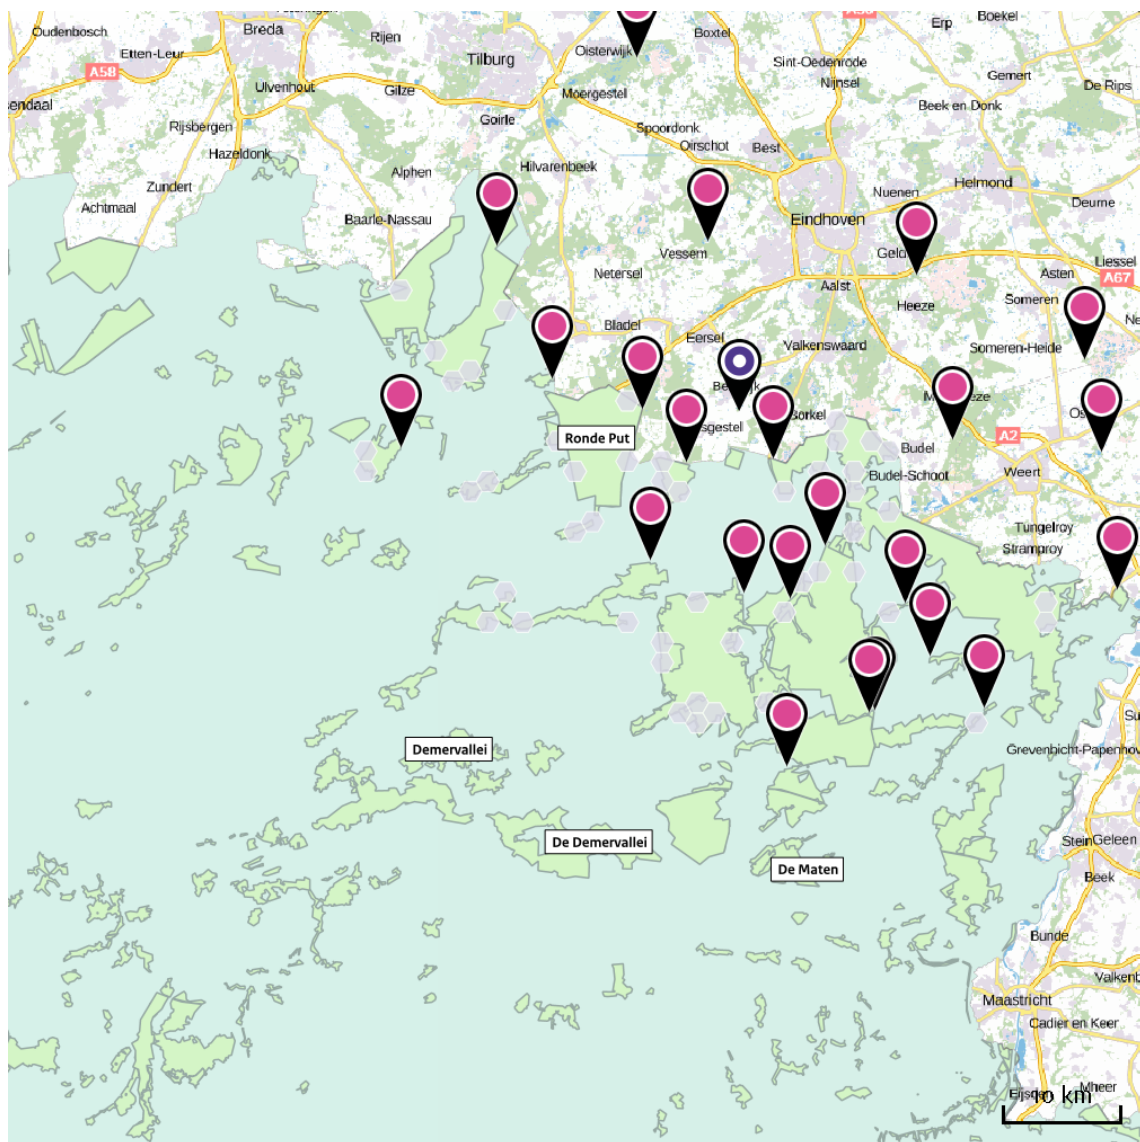 Oudenbosch
Breda
Oisterwijk
Boxtel
Erp
Boekel
Etten-Leur
Rijen
Tilburg
Sint-Oedenrode
A58
Gemert
Ulvenhout
Gilze
Moergestel
Nijnsel
De Rips
Goirle
Beek en Donk
Rijsbergen
Spoordonk
Oirschot
Best
Hazeldonk
Hilvarenbeek
Alphen
Zundert
Nuenen
Helmond
Achtmaal
Baarle-Nassau
Eindhoven
Deurne
Vessem
Geld
Liessel
Netersel
Asten
A67
Aalst
Heeze
Someren
Bladel
Eersel
Valkenswaard
Someren-Heide
Borkel
Ronde Put
A2
Budel
Budel-Schoot
Weert
Tungelroy
Stramproy
Demervallei
Grevenbicht-Papenhov
De Demervallei
Stein
Geleen
De Maten
Beek
Bunde
Maastricht
Cadier en Keer
Mheer
Eijsden
10 km